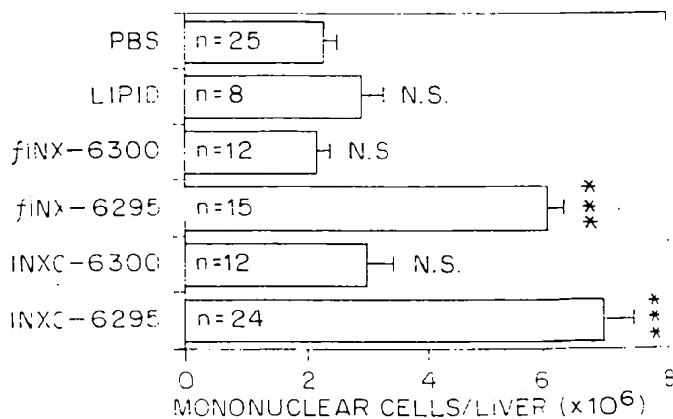 PBS n=25
LIPID n=8 N.S.
fINX-6300 n=12 N.S
fINX-6295 n=15 ***
INXC-6300 n=12 N.S.
INXC-6295 n=24 ***
0 2 4 6 8
MONONUCLEAR CELLS/LIVER (x10⁶)